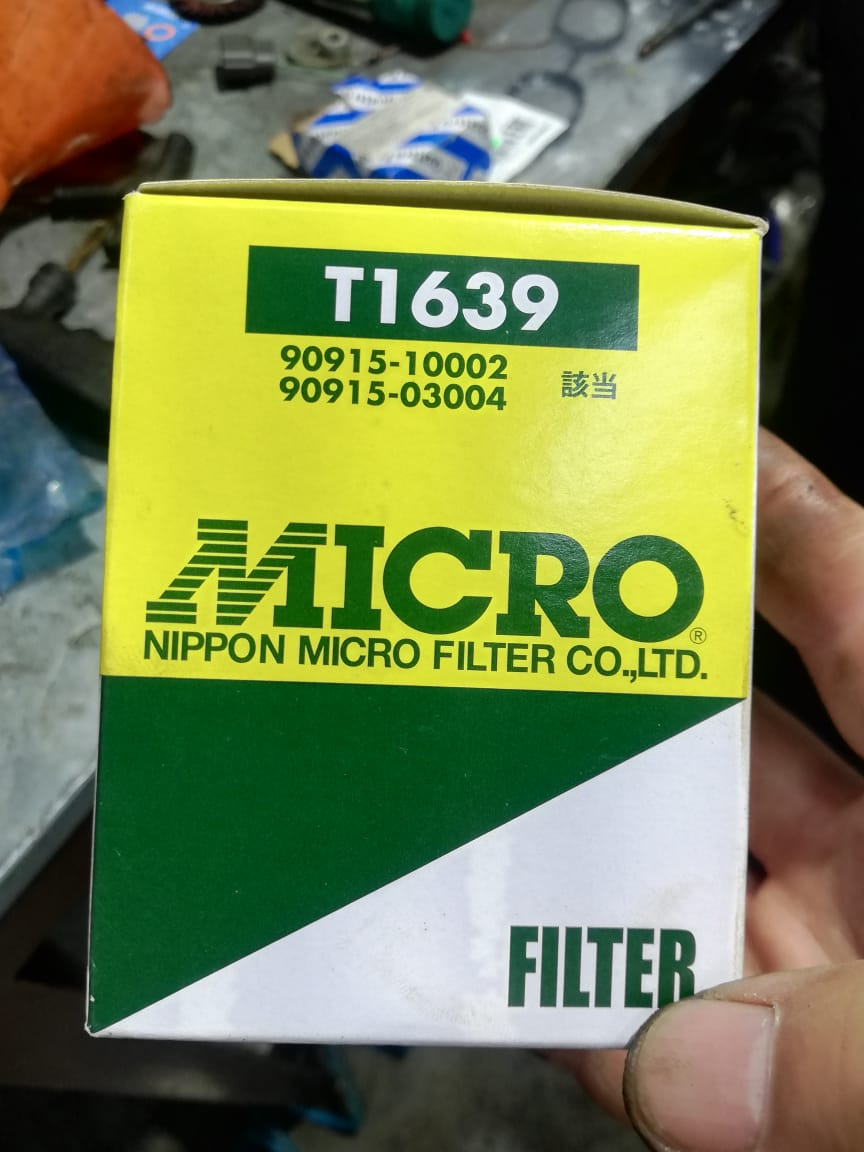 T1639
90915-10002
90915-03004
該当
MICRO®
NIPPON MICRO FILTER CO.,LTD.
FILTER